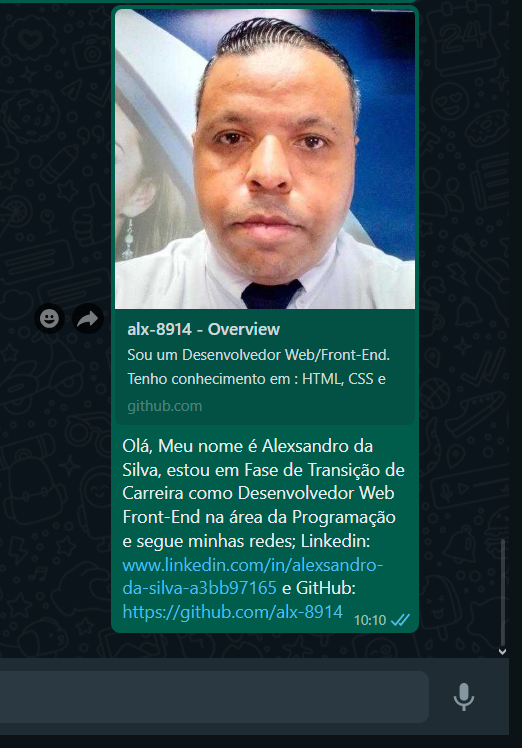 alx-8914 - Overview
Sou um Desenvolvedor Web/Front-End.
Tenho conhecimento em : HTML, CSS e
github.com
Olá, Meu nome é Alexsandro da
Silva, estou em Fase de Transição de
Carreira como Desenvolvedor Web
Front-End na área da Programação
e segue minhas redes; Linkedin:
www.linkedin.com/in/alexsandro-
da-silva-a3bb97165 e GitHub:
https://github.com/alx-8914
10:10